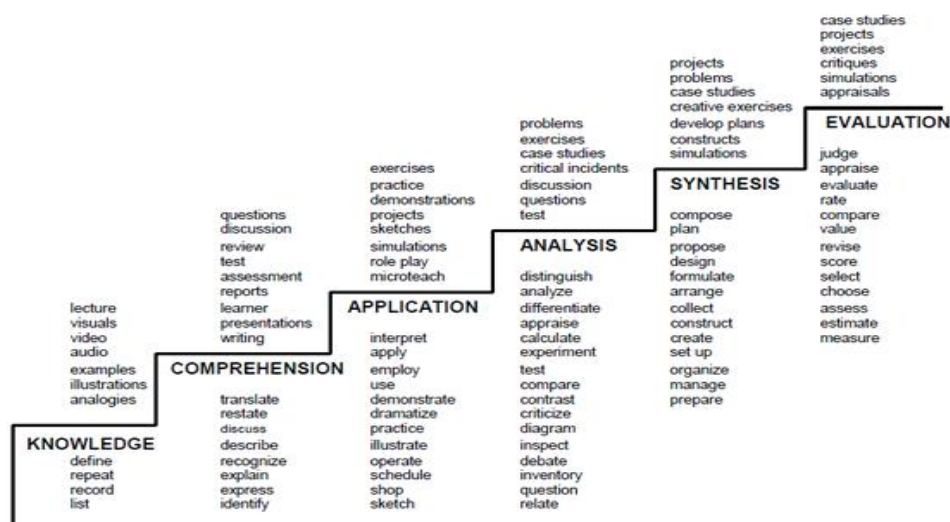 lecture
visuals
video
audio
examples
illustrations
analogies
KNOWLEDGE
define
repeat
record
list
questions
discussion
review
test
assessment
reports
learner
presentations
writing
COMPREHENSION
translate
restate
discuss
describe
recognize
explain
express
identify
exercises
practice
demonstrations
projects
sketches
simulations
role play
microteach
APPLICATION
interpret
apply
employ
use
demonstrate
dramatize
practice
illustrate
operate
schedule
shop
sketch
problems
exercises
case studies
critical incidents
discussion
questions
test
ANALYSIS
distinguish
analyze
differentiate
appraise
calculate
experiment
test
compare
contrast
criticize
diagram
inspect
debate
inventory
question
relate
projects
problems
case studies
creative exercises
develop plans
constructs
simulations
SYNTHESIS
compose
plan
propose
design
formulate
arrange
collect
construct
create
set up
organize
manage
prepare
case studies
projects
exercises
critiques
simulations
appraisals
EVALUATION
judge
appraise
evaluate
rate
compare
value
revise
score
select
choose
assess
estimate
measure